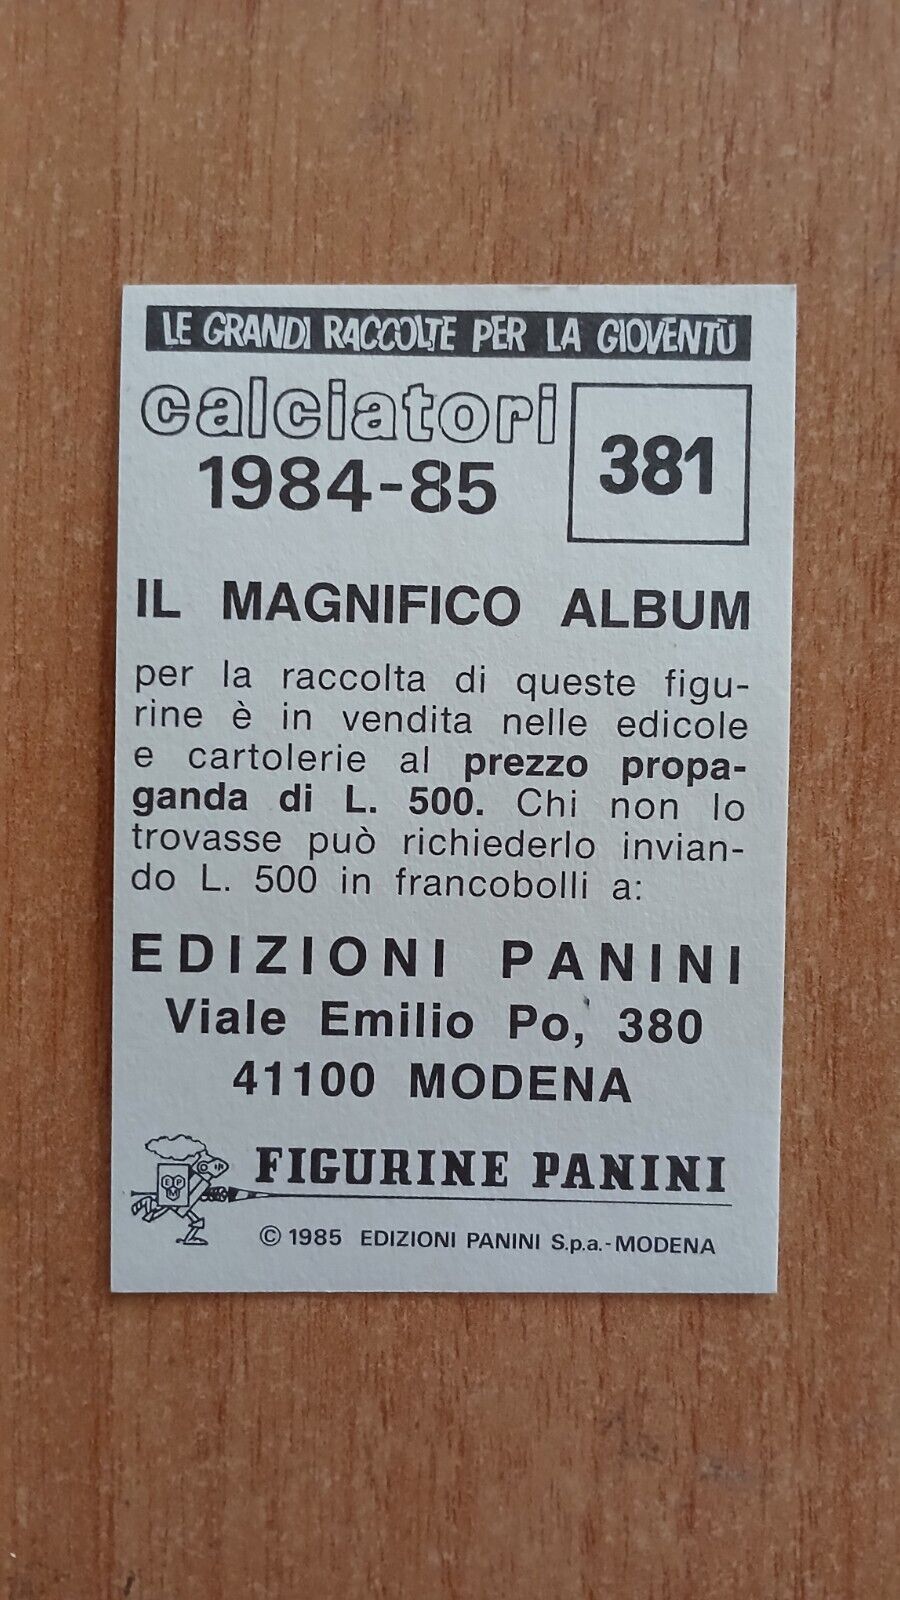 LE GRANDI RACCOLTE PER LA GIOVENTÙ
calciatori
1984-85
381
IL MAGNIFICO ALBUM
per la raccolta di queste figu-
rine è in vendita nelle edicole
e cartolerie al prezzo propa-
ganda di L. 500. Chi non lo
trovasse può richiederlo invian-
do L. 500 in francobolli a:
EDIZIONI PANINI
Viale Emilio Po, 380
41100 MODENA
EPM
FIGURINE PANINI
© 1985 EDIZIONI PANINI S.p.a.-MODENA